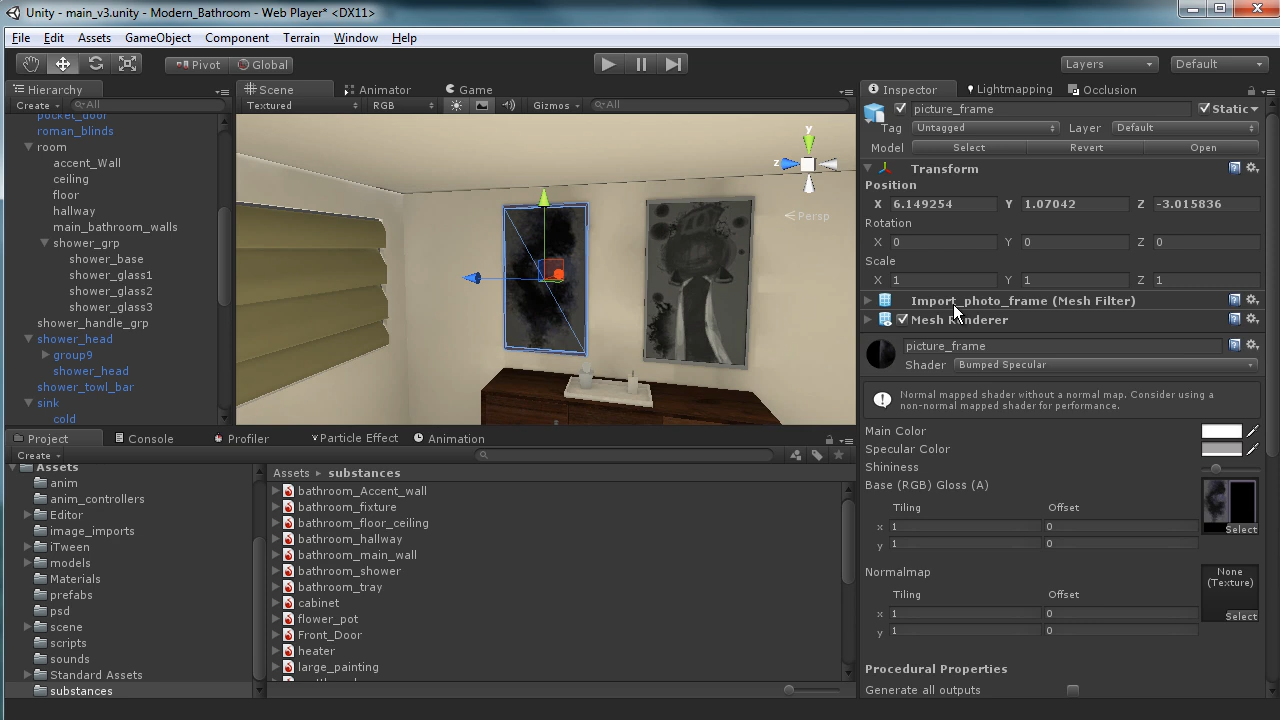 Unity - main_v3.unity - Modern_Bathroom - Web Player* <DX11>
File Edit Assets GameObject Component Terrain Window Help
Pivot Global Layers Default
Hierarchy
Create All
pocket_door
roman_blinds
room
accent_Wall
ceiling
floor
hallway
main_bathroom_walls
shower_grp
shower_base
shower_glass1
shower_glass2
shower_glass3
shower_handle_grp
shower_head
group9
shower_head
shower_towl_bar
sink
cold
Scene Animator Game
Textured RGB Gizmos All
y
z
Persp
Project Console Profiler Particle Effect Animation
Create
Assets
anim
anim_controllers
Editor
image_imports
iTween
models
Materials
prefabs
psd
scene
scripts
sounds
Standard Assets
substances
Assets substances
bathroom_Accent_wall
bathroom_fixture
bathroom_floor_ceiling
bathroom_hallway
bathroom_main_wall
bathroom_shower
bathroom_tray
cabinet
flower_pot
Front_Door
heater
large_painting
Inspector Lightmapping Occlusion
picture_frame Static
Tag Untagged Layer Default
Model Select Revert Open
Transform
Position
X 6.149254 Y 1.07042 Z -3.015836
Rotation
X 0 Y 0 Z 0
Scale
X 1 Y 1 Z 1
Import_photo_frame (Mesh Filter)
Mesh Renderer
picture_frame
Shader Bumped Specular
Normal mapped shader without a normal map. Consider using a
non-normal mapped shader for performance.
Main Color
Specular Color
Shininess
Base (RGB) Gloss (A)
Tiling Offset
x 1 0
y 1 0
Select
Normalmap
None
(Texture)
Tiling Offset
x 1 0
y 1 0
Select
Procedural Properties
Generate all outputs